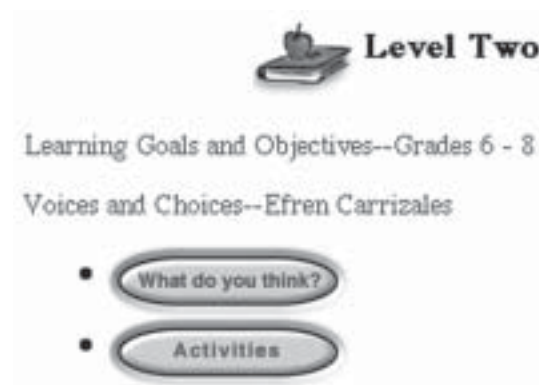 Level Two
Learning Goals and Objectives--Grades 6 - 8
Voices and Choices--Efren Carrizales
What do you think?
Activities